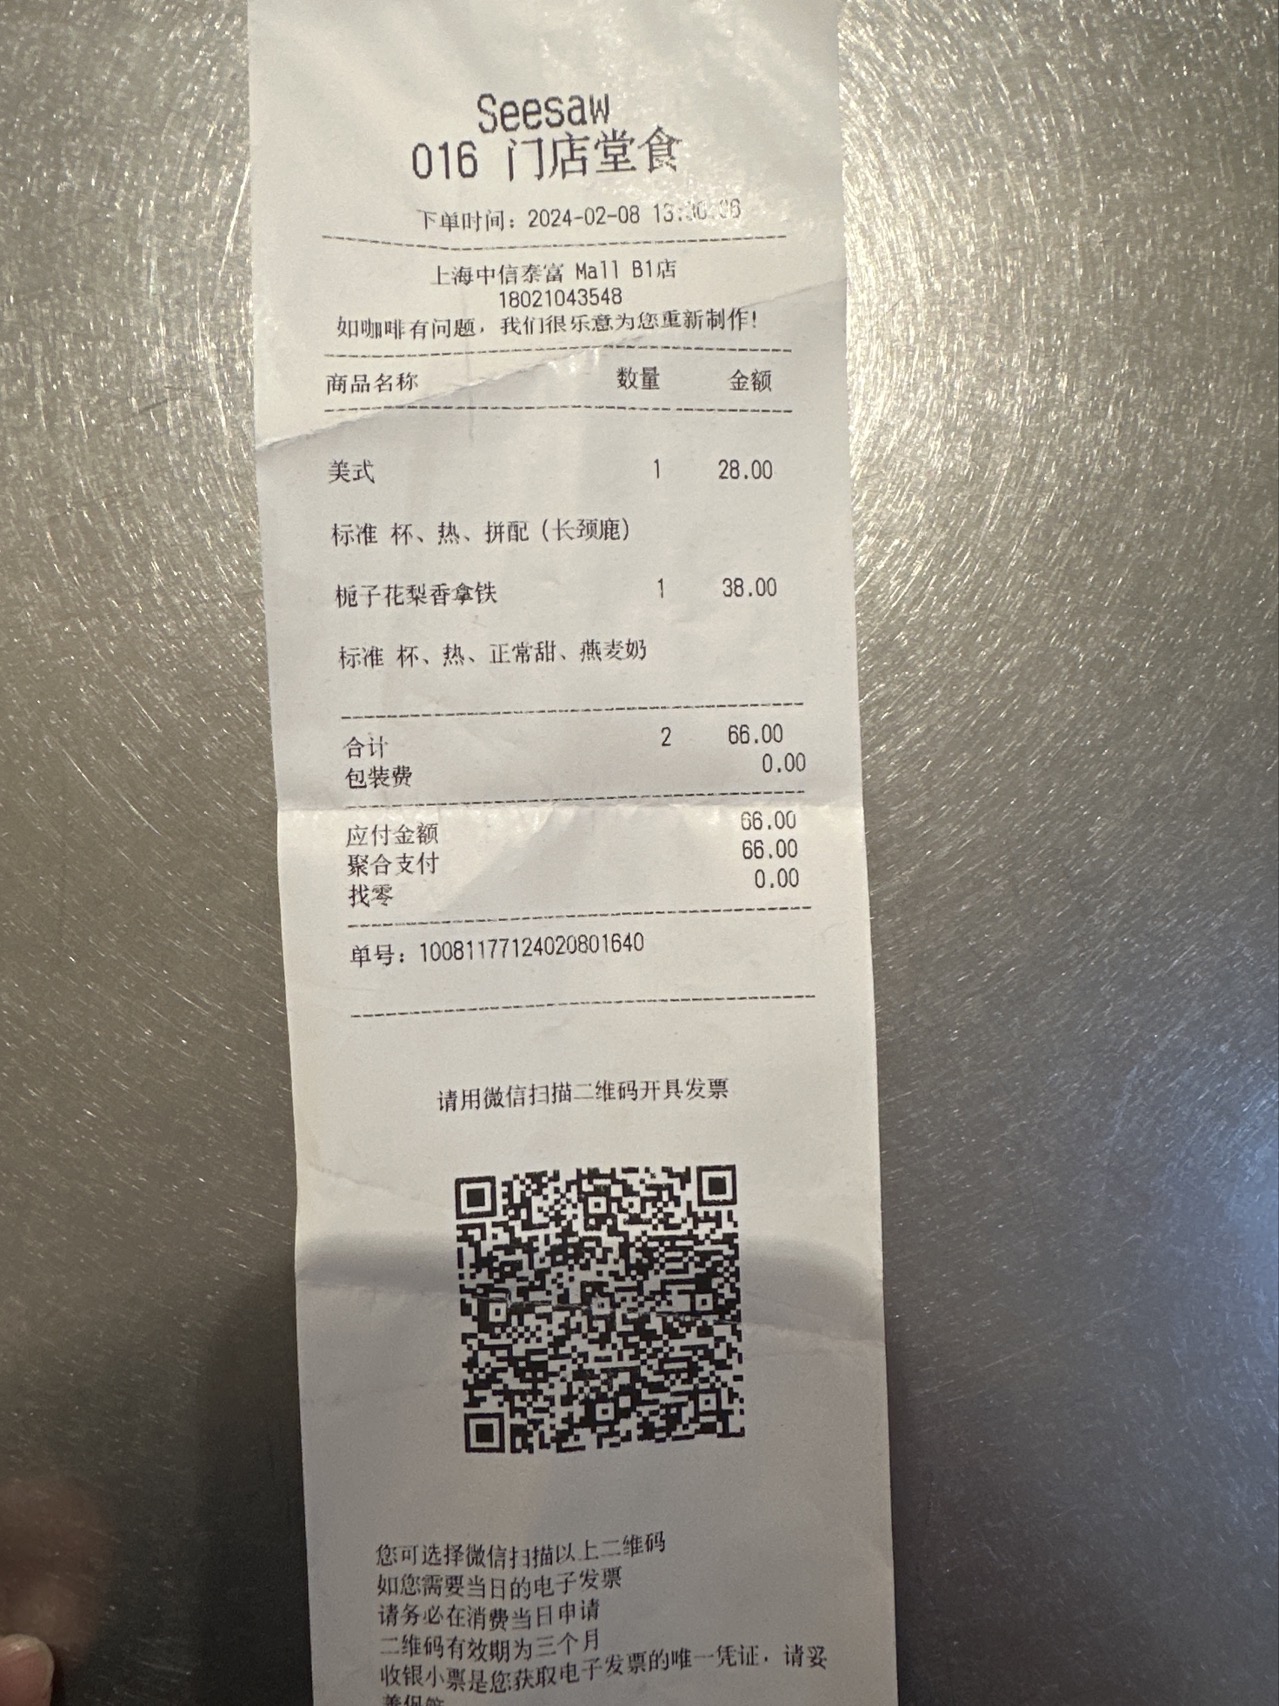 Seesaw
016 门店堂食
下单时间：2024-02-08
上海中信泰富 Mall B1店
18021043548
如咖啡有问题，我们很乐意为您重新制作！
商品名称 数量 金额
美式 1 28.00
标准 杯、热、拼配（长颈鹿）
栀子花梨香拿铁 1 38.00
标准 杯、热、正常甜、燕麦奶
合计 2 66.00
包装费 0.00
应付金额 66.00
聚合支付 66.00
找零 0.00
单号：10081177124020801640
请用微信扫描二维码开具发票
您可选择微信扫描以上二维码
如您需要当日的电子发票
请务必在消费当日申请
二维码有效期为三个月
收银小票是您获取电子发票的唯一凭证，请妥